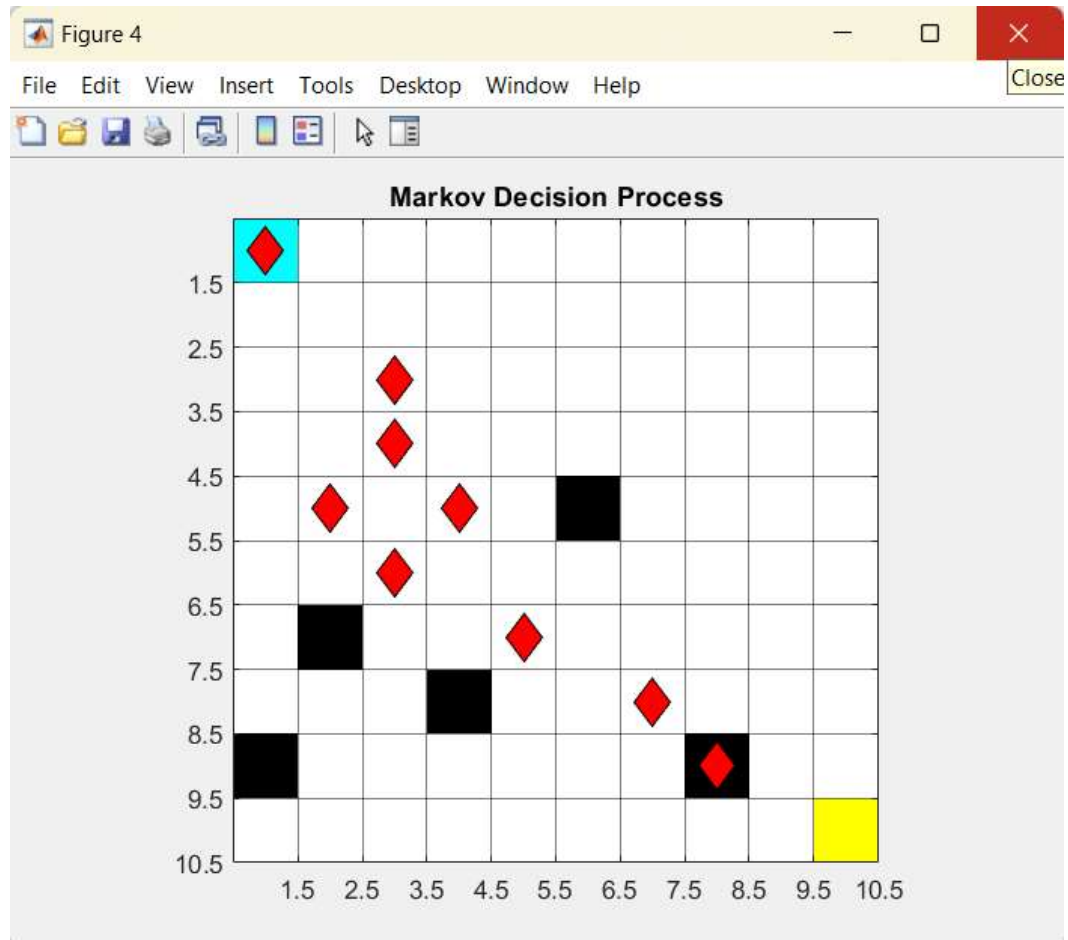 Figure 4
Close
File Edit View Insert Tools Desktop Window Help
Markov Decision Process
1.5
2.5
3.5
4.5
5.5
6.5
7.5
8.5
9.5
10.5
1.5 2.5 3.5 4.5 5.5 6.5 7.5 8.5 9.5 10.5